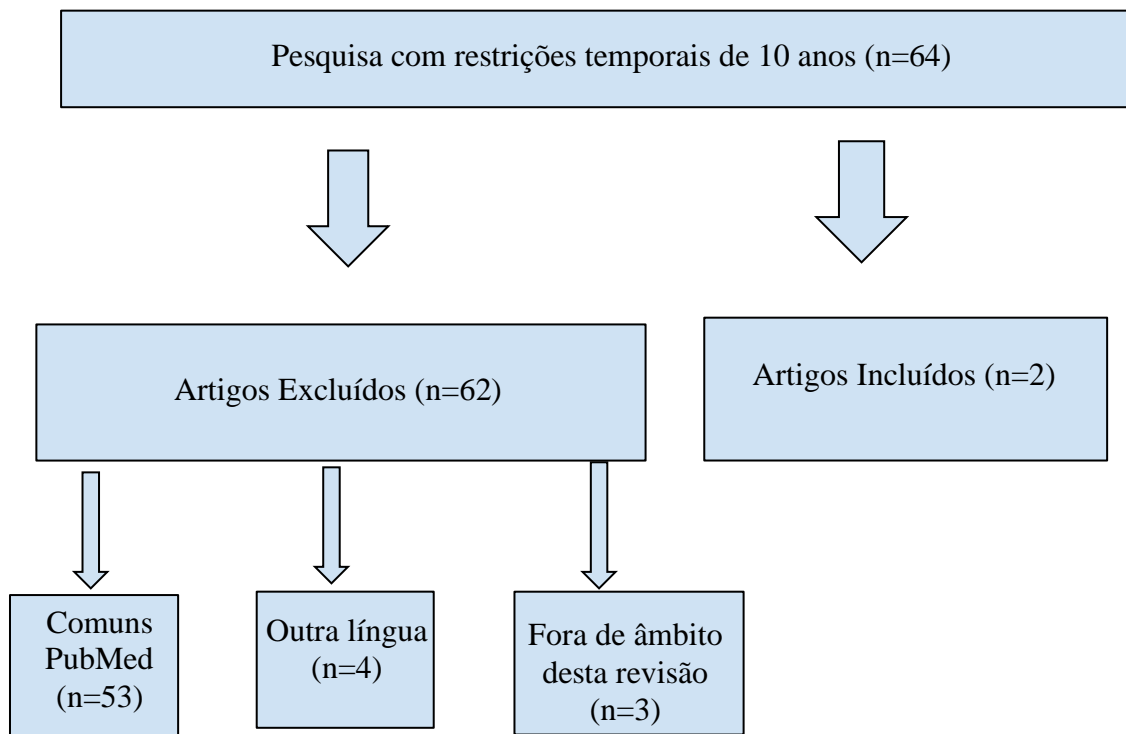 Pesquisa com restrições temporais de 10 anos (n=64)
Artigos Excluídos (n=62)
Artigos Incluídos (n=2)
Comuns
PubMed
(n=53)
Outra língua
(n=4)
Fora de âmbito
desta revisão
(n=3)